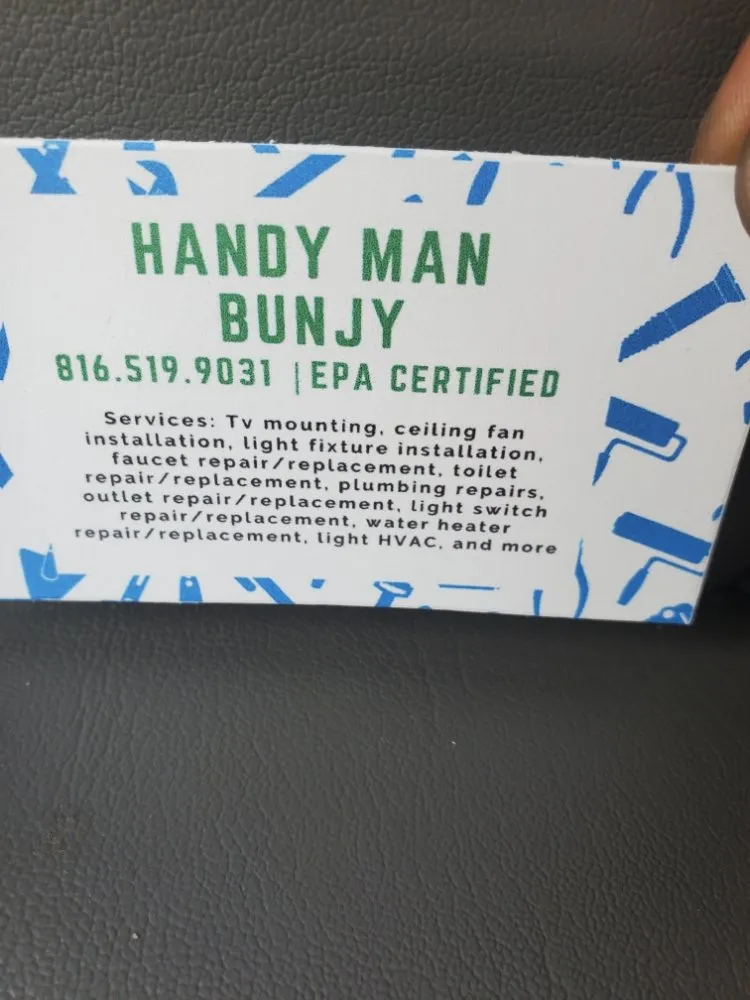 HANDY MAN
BUNJY
816.519.9031 | EPA CERTIFIED
Services: Tv mounting, ceiling fan
installation, light fixture installation,
faucet repair/replacement, toilet
repair/replacement, plumbing repairs,
outlet repair/replacement, light switch
repair/replacement, water heater
repair/replacement, light HVAC, and more